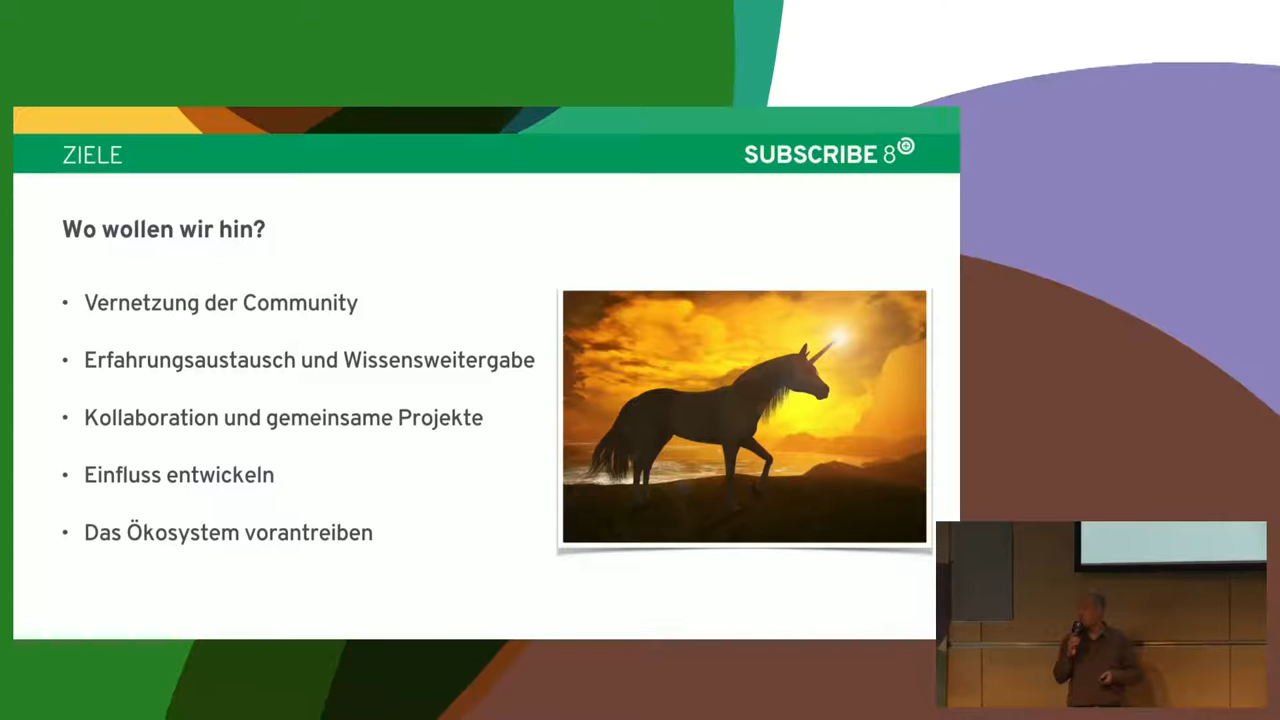 ZIELE
SUBSCRIBE 8
Wo wollen wir hin?
• Vernetzung der Community
• Erfahrungsaustausch und Wissensweitergabe
• Kollaboration und gemeinsame Projekte
• Einfluss entwickeln
• Das Ökosystem vorantreiben